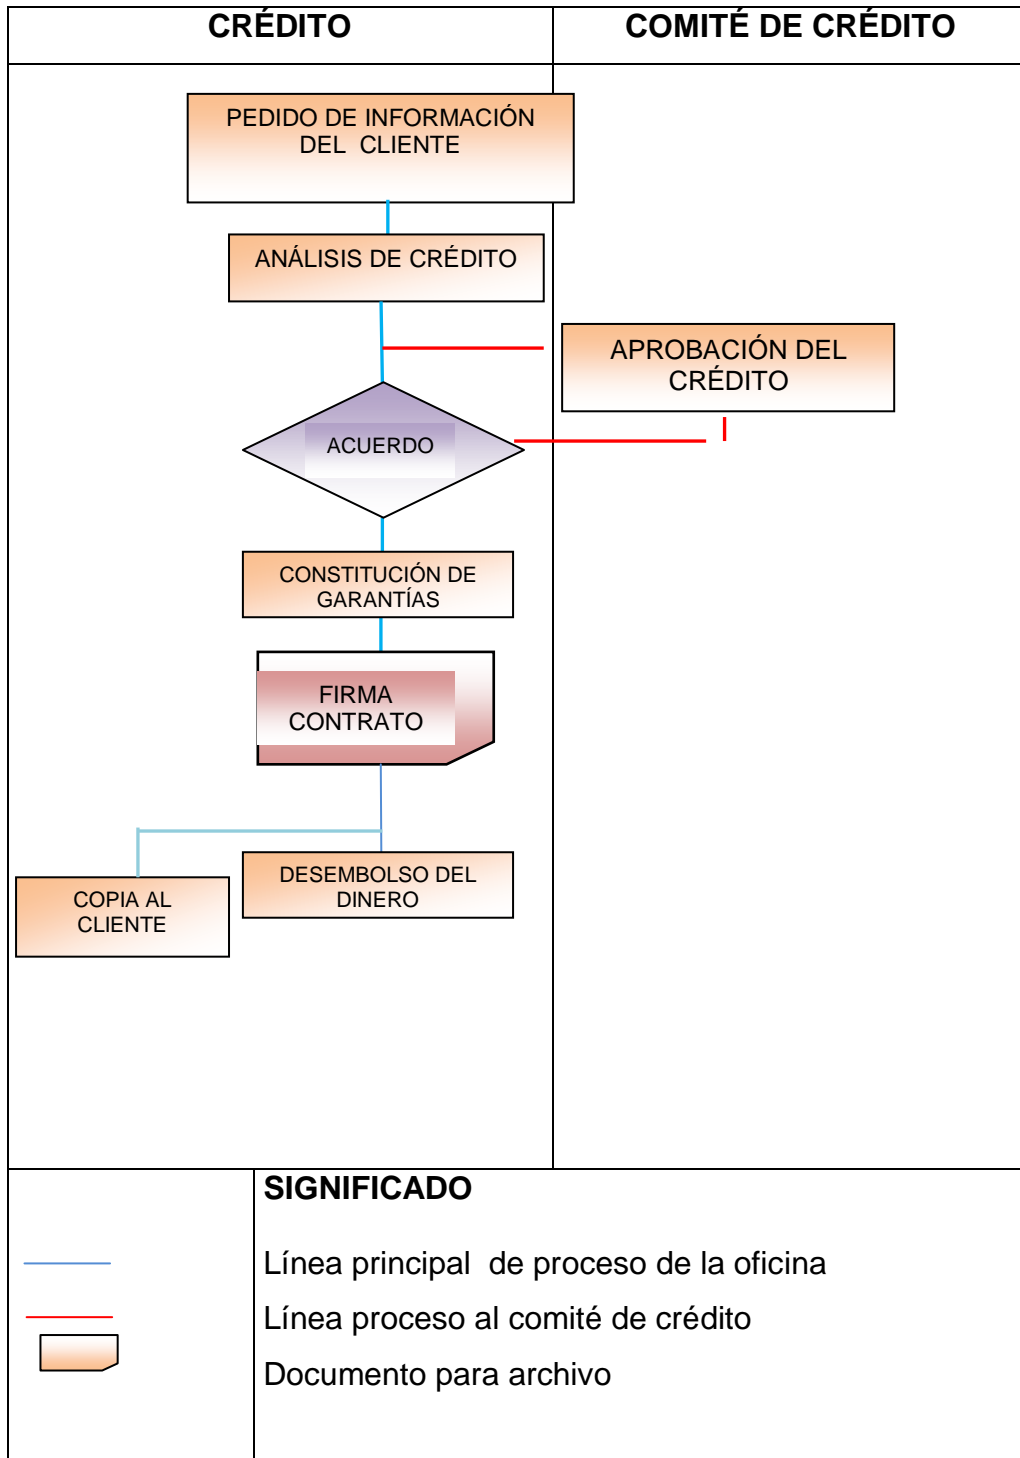 CRÉDITO
COMITÉ DE CRÉDITO
PEDIDO DE INFORMACIÓN
DEL CLIENTE
ANÁLISIS DE CRÉDITO
APROBACIÓN DEL
CRÉDITO
ACUERDO
CONSTITUCIÓN DE
GARANTÍAS
FIRMA
CONTRATO
DESEMBOLSO DEL
DINERO
COPIA AL
CLIENTE
SIGNIFICADO
Línea principal de proceso de la oficina
Línea proceso al comité de crédito
Documento para archivo